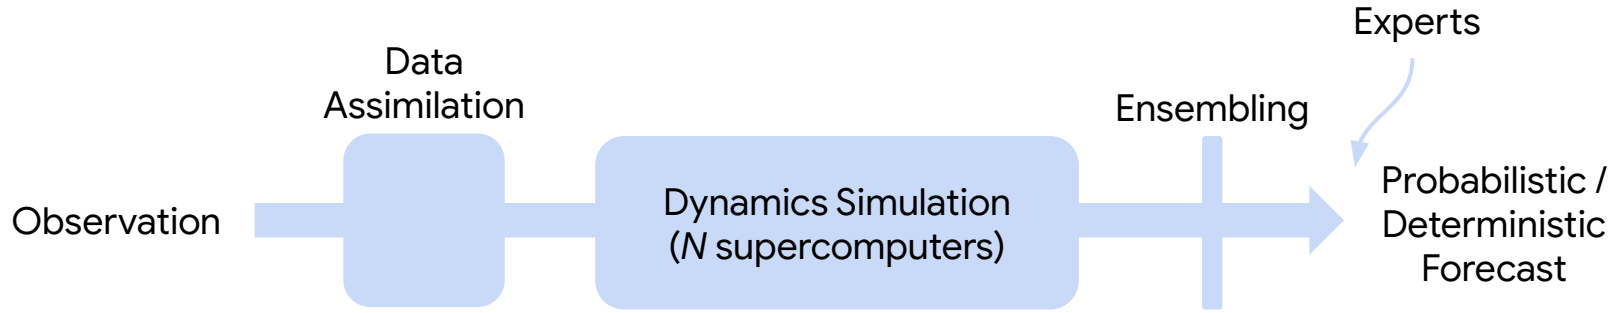 Experts
Data
Assimilation
Ensembling
Observation
Dynamics Simulation
(N supercomputers)
Probabilistic /
Deterministic
Forecast